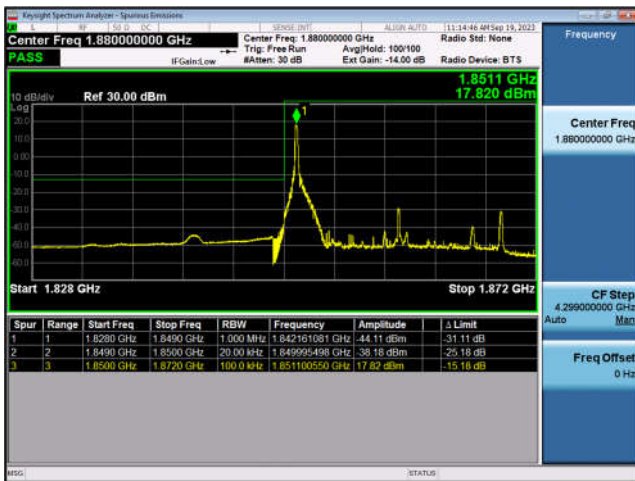 Keysight Spectrum Analyzer - Spurious Emissions
L RF 50 Ω DC SENSE:INT ALIGN AUTO 11:14:46 AM Sep 19, 2023
Center Freq 1.880000000 GHz
PASS
IFGain:Low
Center Freq: 1.880000000 GHz
Trig: Free Run Avg|Hold: 100/100
#Atten: 30 dB Ext Gain: -14.00 dB
Radio Std: None
Radio Device: BTS
Frequency
1.8511 GHz
17.820 dBm
10 dB/div Ref 30.00 dBm
Log
20.0
10.0
0.00
-10.0
-20.0
-30.0
-40.0
-50.0
-60.0
1
Start 1.828 GHz Stop 1.872 GHz
Center Freq
1.880000000 GHz
CF Step
4.299000000 GHz
Auto Man
Freq Offset
0 Hz
Spur Range Start Freq Stop Freq RBW Frequency Amplitude Δ Limit
1 1 1.8280 GHz 1.8490 GHz 1.000 MHz 1.842161081 GHz -44.11 dBm -31.11 dB
2 2 1.8490 GHz 1.8500 GHz 20.00 kHz 1.849995498 GHz -38.18 dBm -25.18 dB
3 3 1.8500 GHz 1.8720 GHz 100.0 kHz 1.851100550 GHz 17.82 dBm -15.18 dB
MSG STATUS